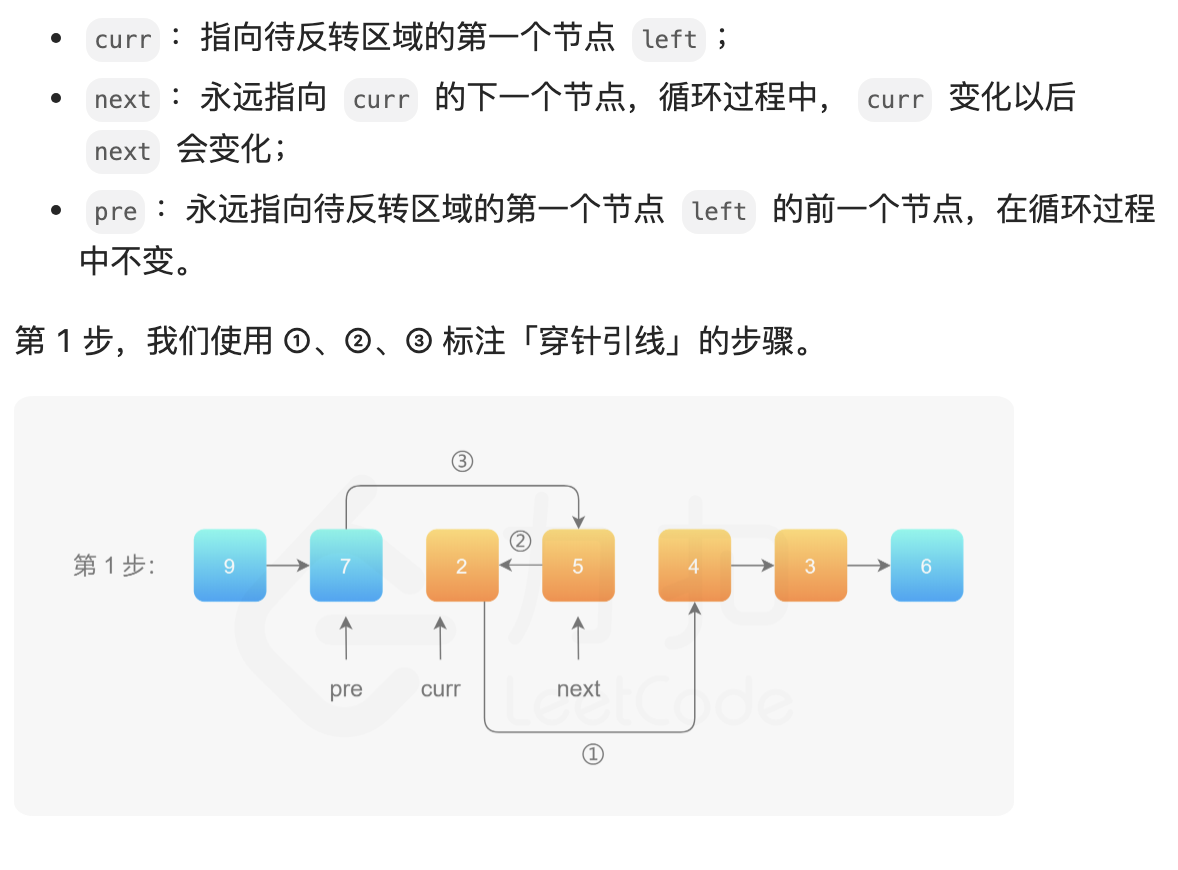 curr：指向待反转区域的第一个节点 left；
next：永远指向 curr 的下一个节点，循环过程中，curr 变化以后
next 会变化；
pre：永远指向待反转区域的第一个节点 left 的前一个节点，在循环过程
中不变。
第 1 步，我们使用 ①、②、③ 标注「穿针引线」的步骤。
③
②
第 1 步：
9
7
2
5
4
3
6
pre
curr
next
①
力扣
LeetCode